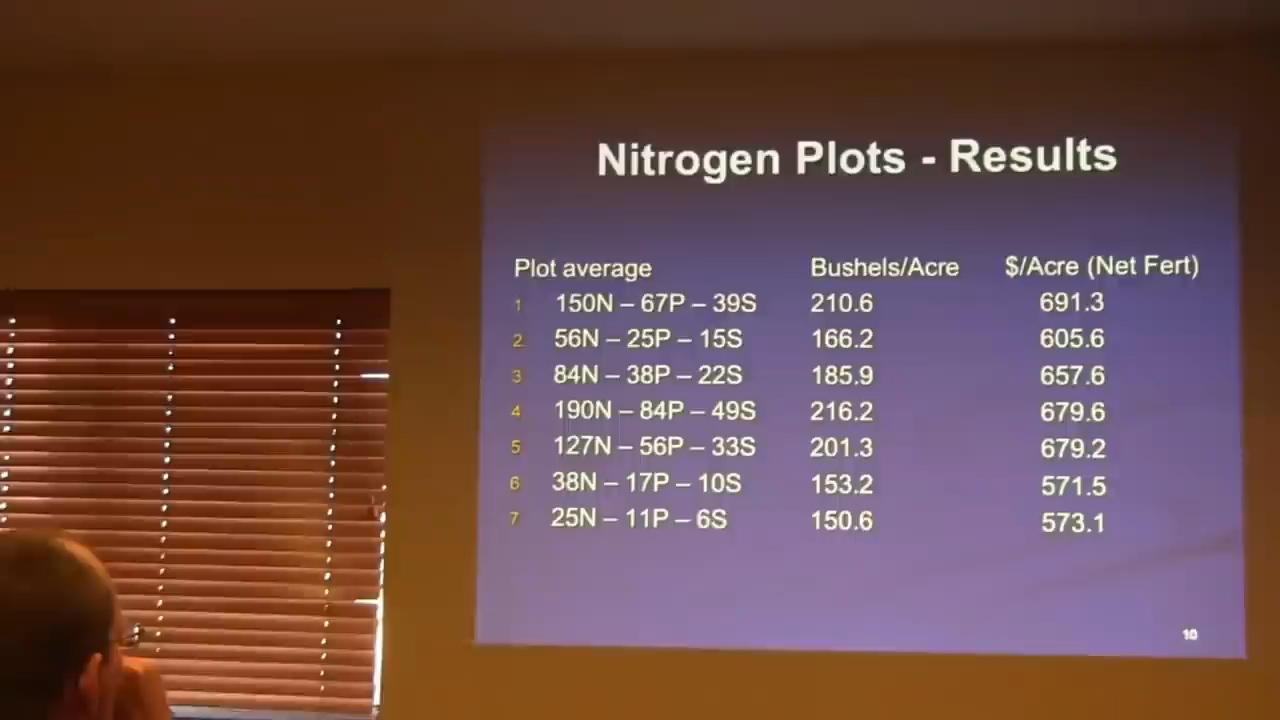 Nitrogen Plots - Results
Plot average Bushels/Acre $/Acre (Net Fert)
1 150N – 67P – 39S 210.6 691.3
2 56N – 25P – 15S 166.2 605.6
3 84N – 38P – 22S 185.9 657.6
4 190N – 84P – 49S 216.2 679.6
5 127N – 56P – 33S 201.3 679.2
6 38N – 17P – 10S 153.2 571.5
7 25N – 11P – 6S 150.6 573.1
10